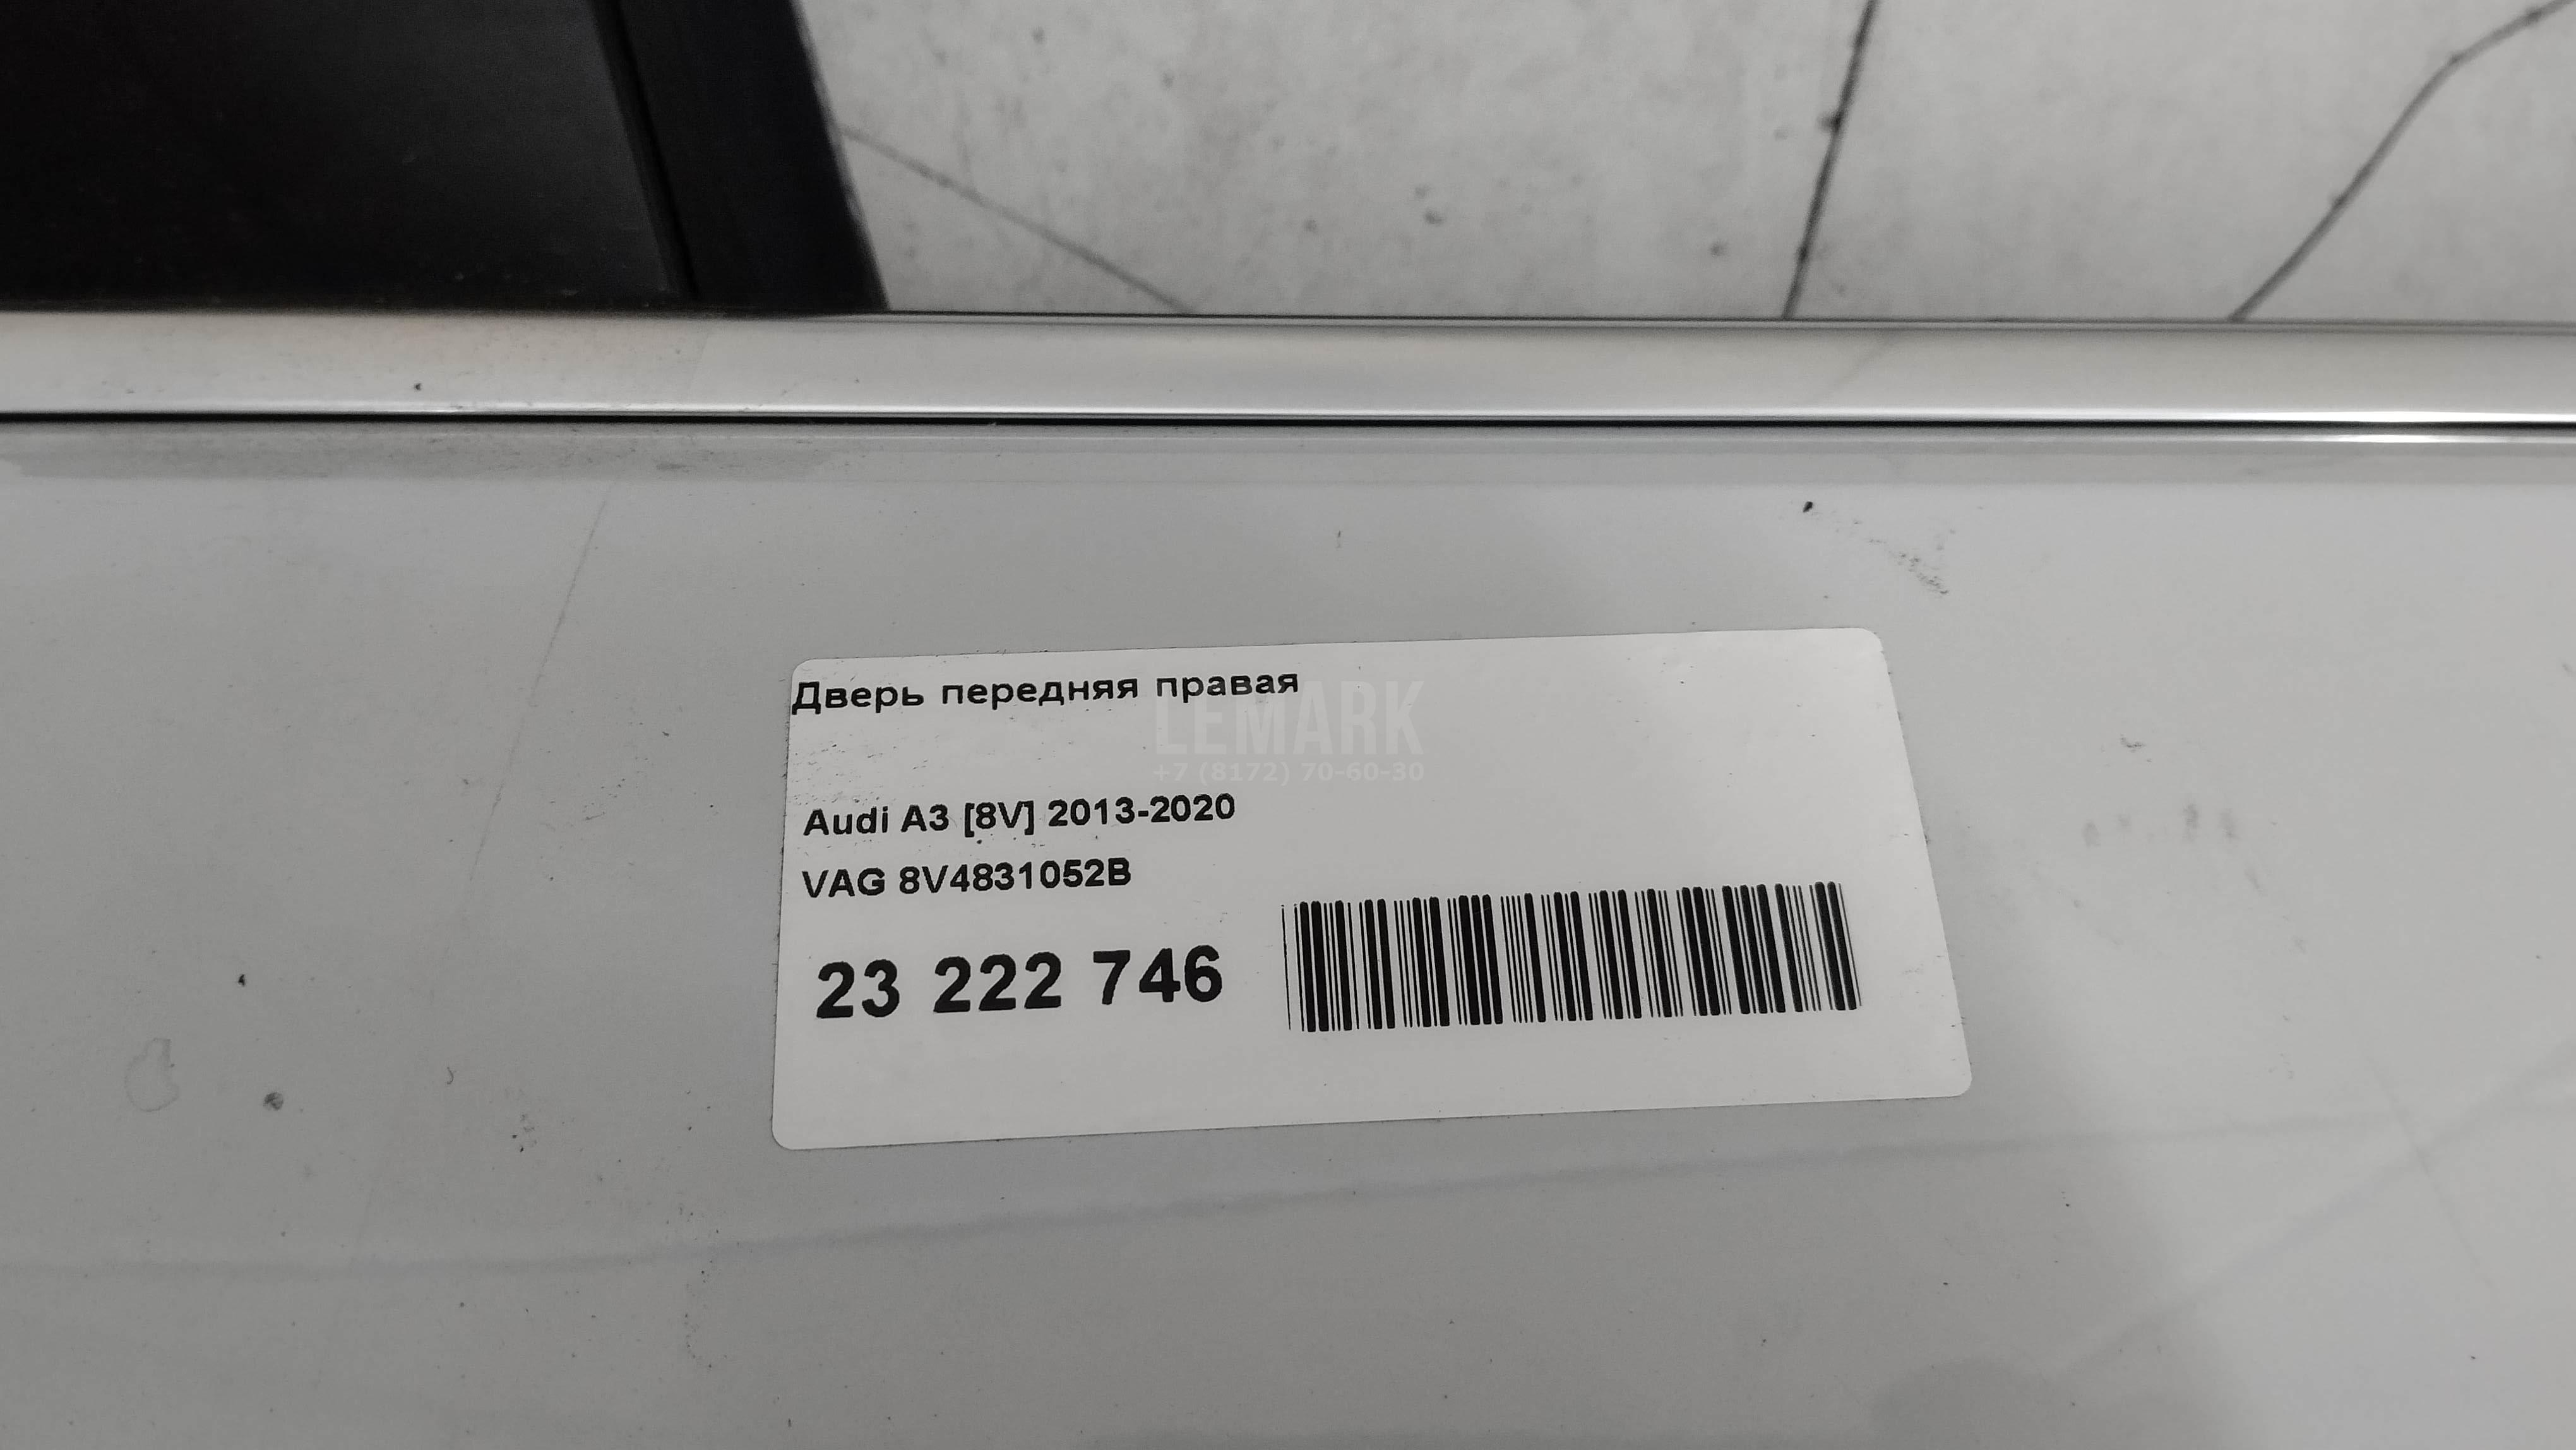 Дверь передняя правая
LEMARK
+7 (8172) 70-60-30
Audi A3 [8V] 2013-2020
VAG 8V4831052B
23 222 746